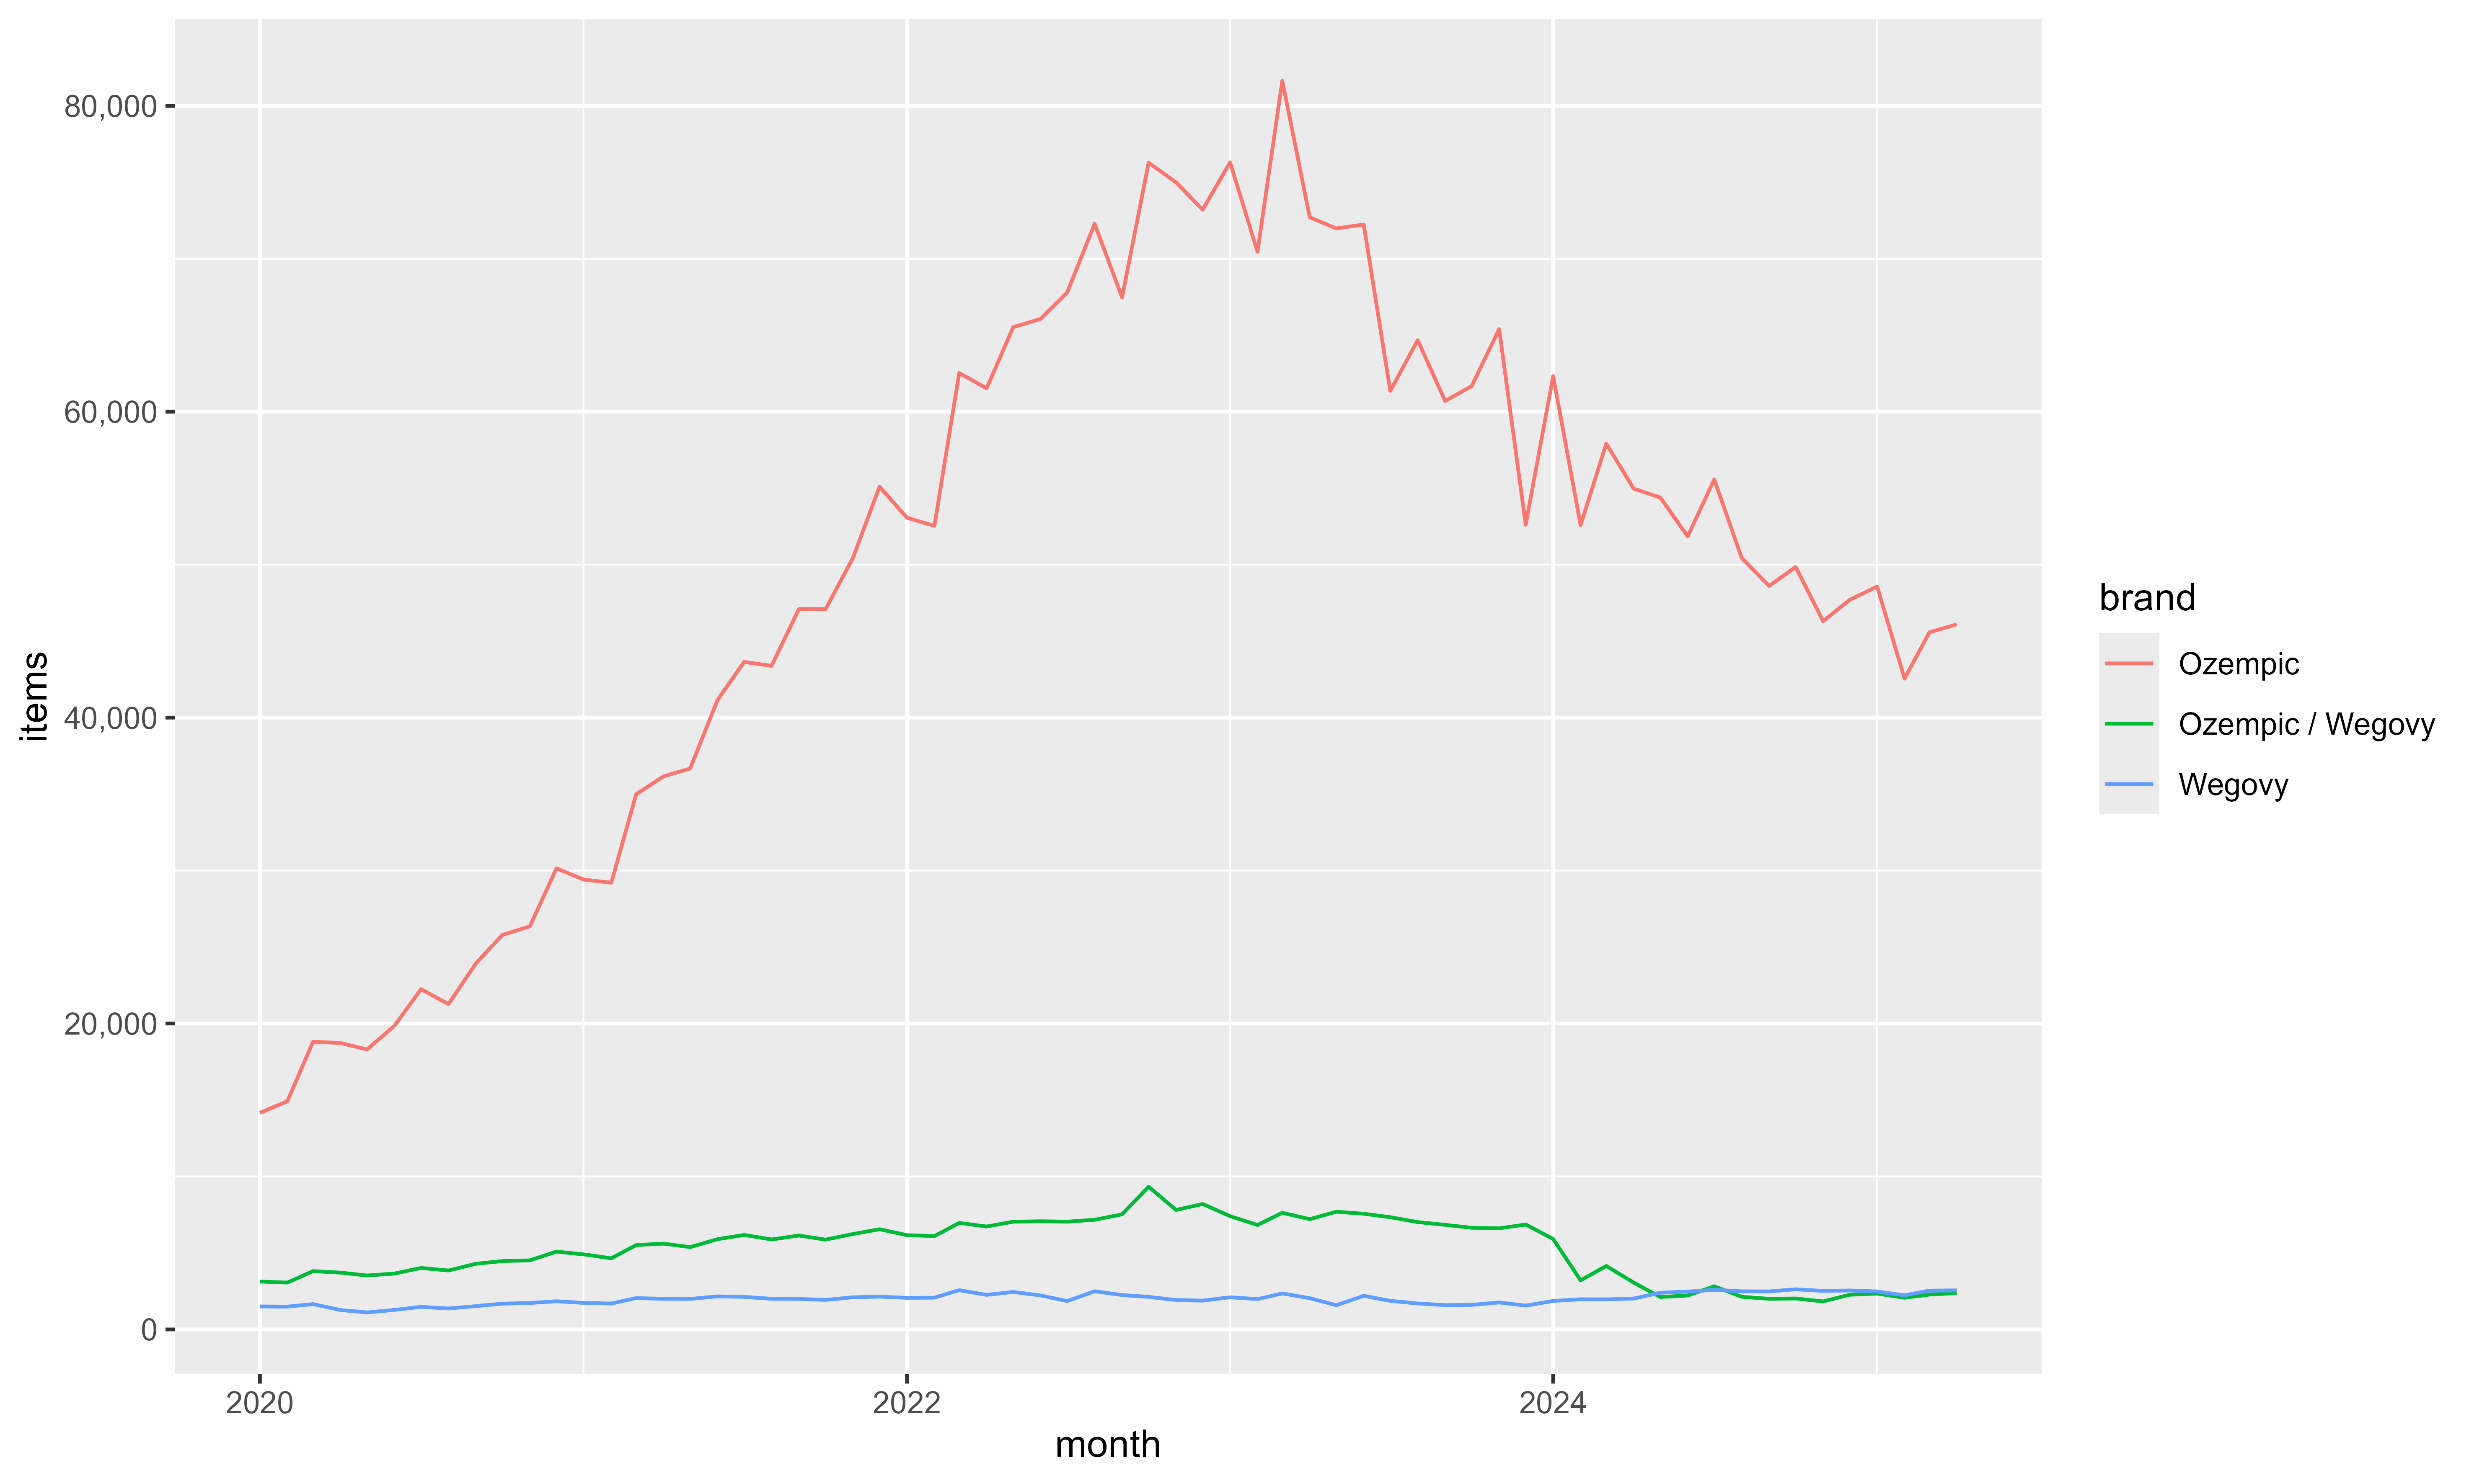 80,000
60,000
40,000
20,000
0
items
2020
2022
2024
month
brand
Ozempic
Ozempic / Wegovy
Wegovy